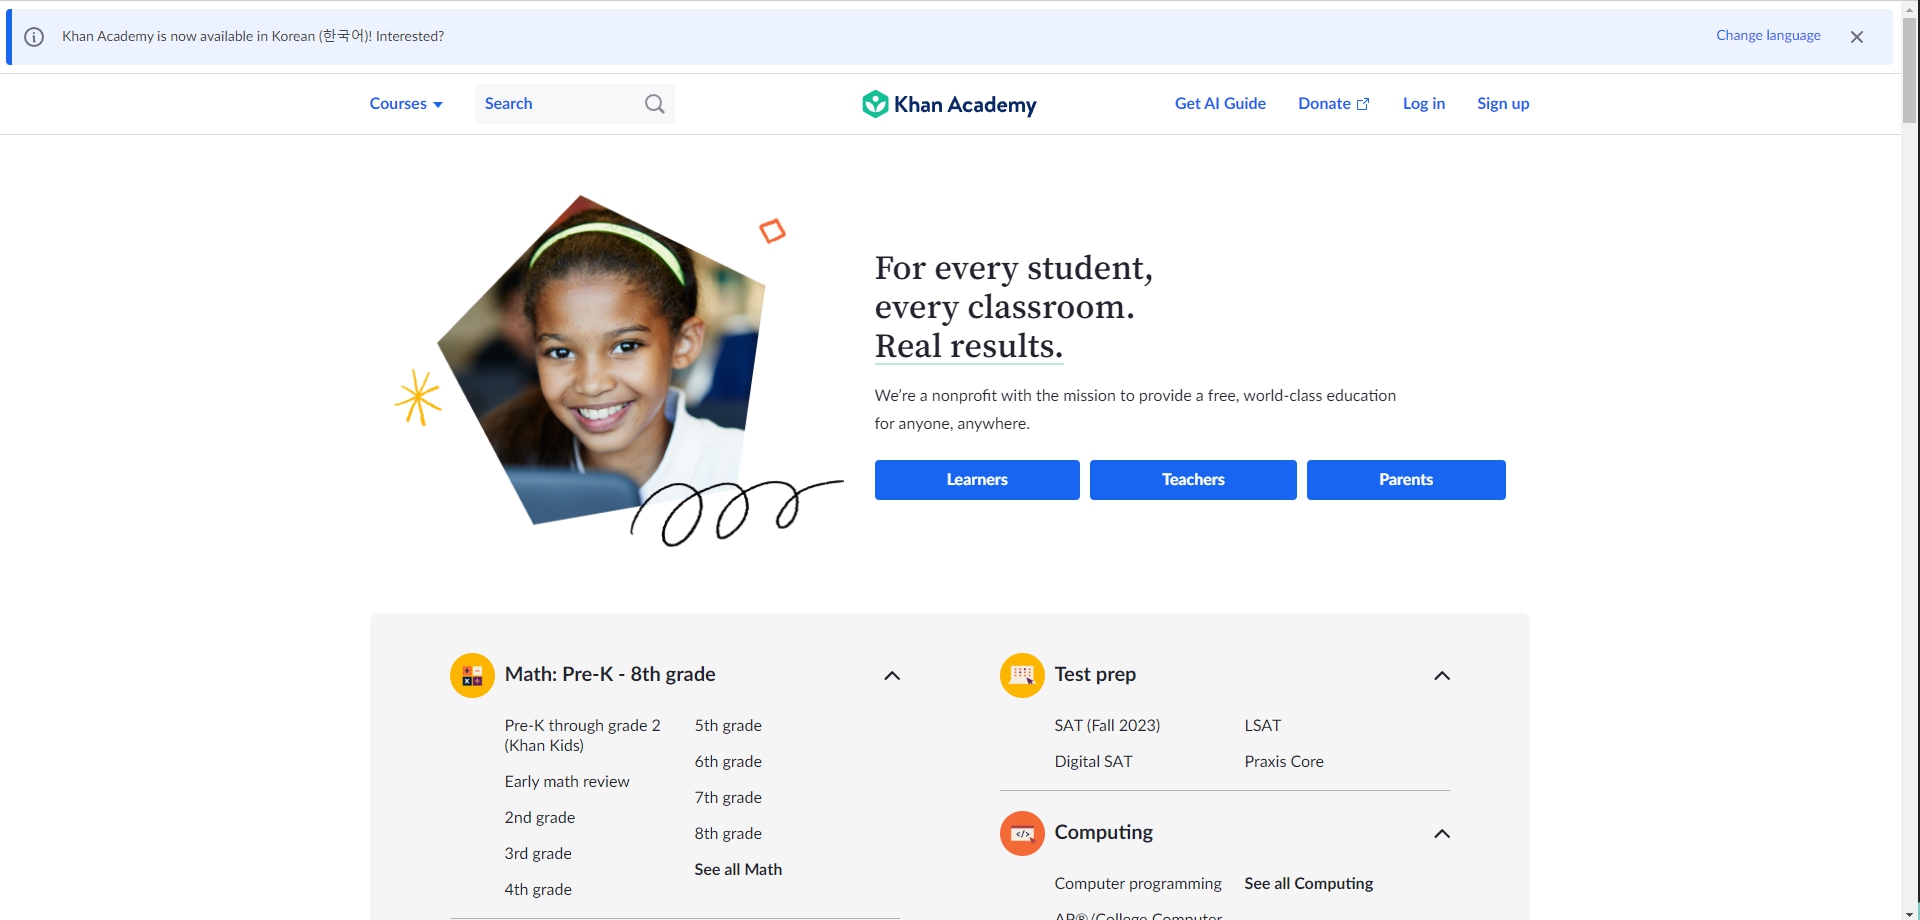 Khan Academy is now available in Korean (한국어)! Interested?
Change language
Courses
Search
Khan Academy
Get AI Guide
Donate
Log in
Sign up
For every student,
every classroom.
Real results.
We’re a nonprofit with the mission to provide a free, world-class education
for anyone, anywhere.
Learners
Teachers
Parents
Math: Pre-K - 8th grade
Pre-K through grade 2
(Khan Kids)
Early math review
2nd grade
3rd grade
4th grade
5th grade
6th grade
7th grade
8th grade
See all Math
Test prep
SAT (Fall 2023)
Digital SAT
LSAT
Praxis Core
Computing
Computer programming
AP®/College Computer
See all Computing